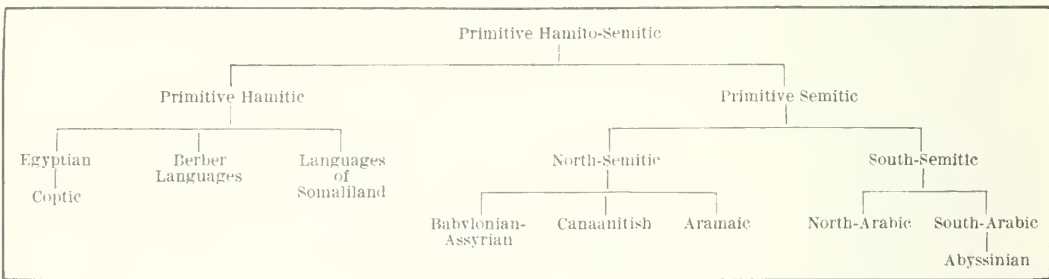 Primitive Hamito-Semitic
Primitive Hamitic
Primitive Semitic
Egyptian
Coptic
Berber
Languages
Languages
of
Somaliland
North-Semitic
South-Semitic
Babylonian-
Assyrian
Canaanitish
Aramaic
North-Arabic
South-Arabic
Abyssinian